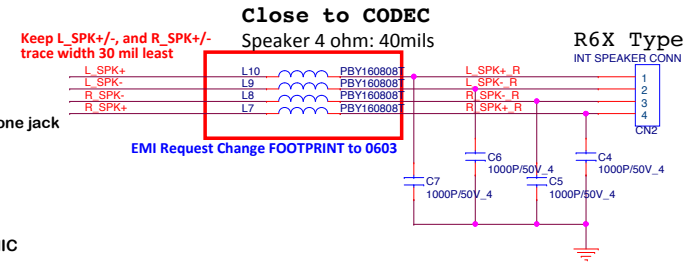 Close to CODEC
Keep L_SPK+/-, and R_SPK+/-
trace width 30 mil least
Speaker 4 ohm: 40mils
R6X Type
INT SPEAKER CONN
L_SPK+ L10 PBY160808T L_SPK+_R 1
L_SPK- L9 PBY160808T L_SPK-_R 2
R_SPK- L8 PBY160808T R_SPK-_R 3
R_SPK+ L7 PBY160808T R_SPK+_R 4
CN2
one jack
EMI Request Change FOOTPRINT to 0603
C6
1000P/50V_4
C4
1000P/50V_4
C7
1000P/50V_4
C5
1000P/50V_4
IIC